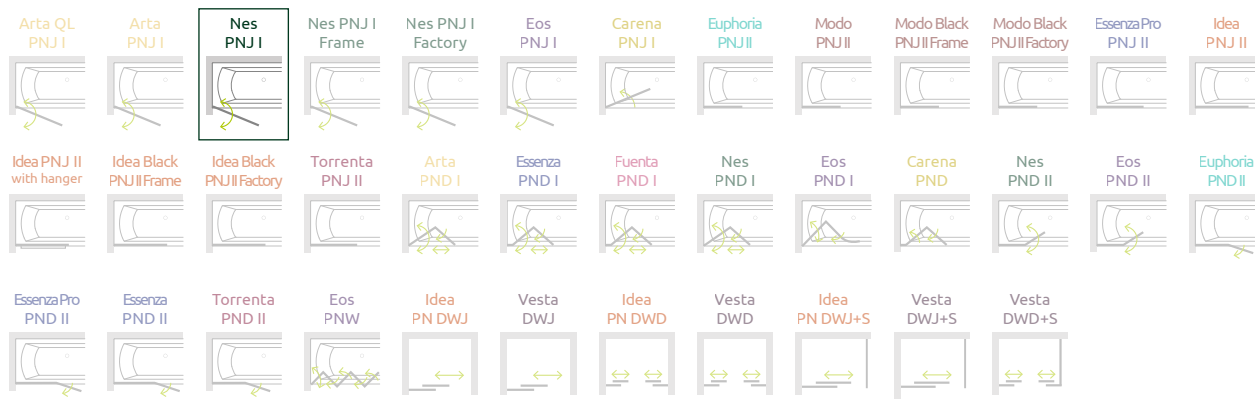 Arta QL
PNJ I
Arta
PNJ I
Nes
PNJ I
Nes PNJ I
Frame
Nes PNJ I
Factory
Eos
PNJ I
Carena
PNJ I
Euphoria
PNJ II
Modo
PNJ II
Modo Black
PNJ II Frame
Modo Black
PNJ II Factory
Essenza Pro
PNJ II
Idea
PNJ II
Idea PNJ II
with hanger
Idea Black
PNJ II Frame
Idea Black
PNJ II Factory
Torrenta
PNJ II
Arta
PND I
Essenza
PND I
Fuenta
PND I
Nes
PND I
Eos
PND I
Carena
PND
Nes
PND II
Eos
PND II
Euphoria
PND II
Essenza Pro
PND II
Essenza
PND II
Torrenta
PND II
Eos
PNW
Idea
PN DWJ
Vesta
DWJ
Idea
PN DWD
Vesta
DWD
Idea
PN DWJ+S
Vesta
DWJ+S
Vesta
DWD+S